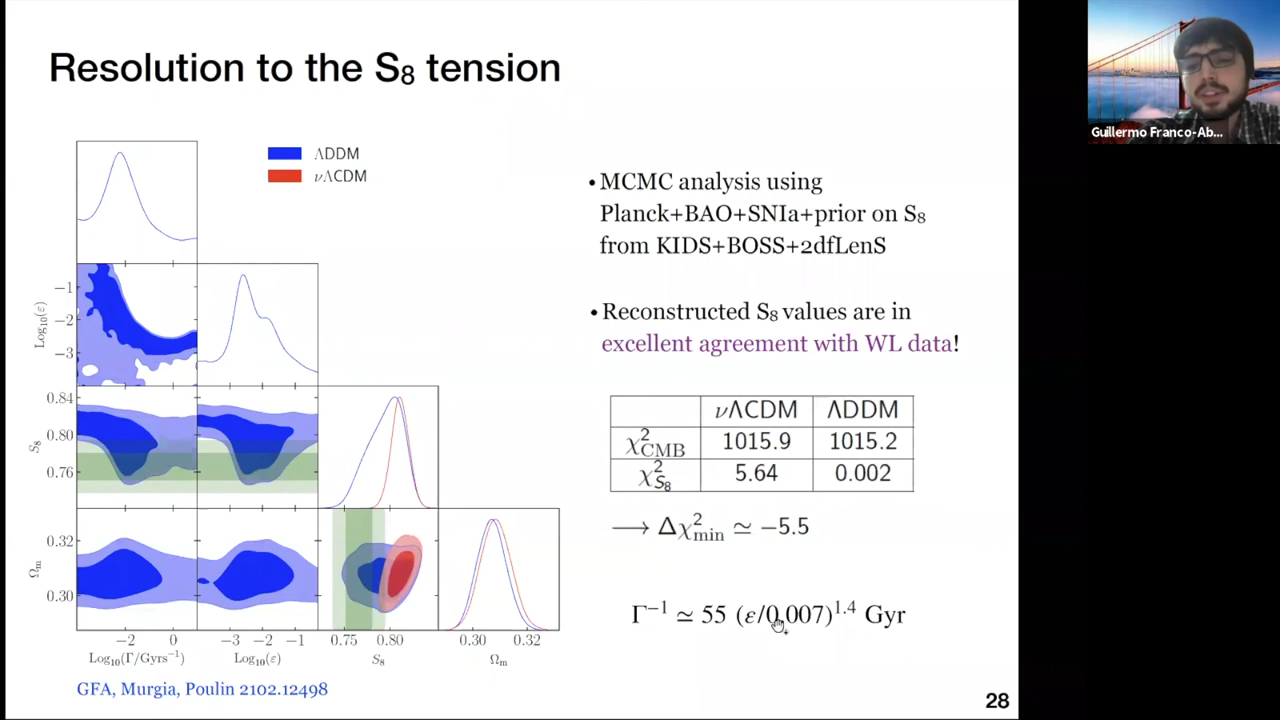 Resolution to the S₈ tension
ΛDDM
νΛCDM
Log₁₀(ε)
−1
−2
−3
S₈
0.84
0.80
0.76
Ωₘ
0.32
0.30
−2 0
Log₁₀(Γ/Gyrs⁻¹)
−3 −2 −1
Log₁₀(ε)
0.75 0.80
S₈
0.30 0.32
Ωₘ
GFA, Murgia, Poulin 2102.12498
• MCMC analysis using
Planck+BAO+SNIa+prior on S₈
from KIDS+BOSS+2dfLenS
• Reconstructed S₈ values are in
excellent agreement with WL data!
νΛCDM ΛDDM
χ²CMB 1015.9 1015.2
χ²S₈ 5.64 0.002
⟶ Δχ²min ≃ −5.5
Γ⁻¹ ≃ 55 (ε/0.007)¹·⁴ Gyr
28
Guillermo Franco-Ab...